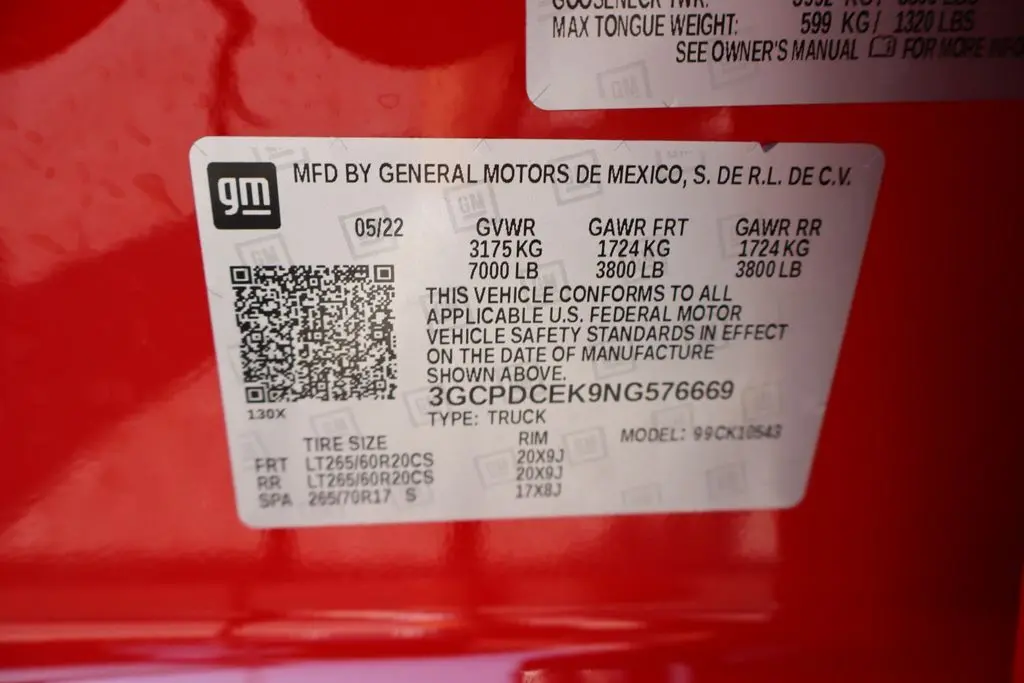 GOOSENECK TWR:
MAX TONGUE WEIGHT: 599 KG/ 1320 LBS
SEE OWNER'S MANUAL FOR MORE INFO
gm
MFD BY GENERAL MOTORS DE MEXICO, S. DE R.L. DE C.V.
05/22 GVWR GAWR FRT GAWR RR
3175 KG 1724 KG 1724 KG
7000 LB 3800 LB 3800 LB
THIS VEHICLE CONFORMS TO ALL
APPLICABLE U.S. FEDERAL MOTOR
VEHICLE SAFETY STANDARDS IN EFFECT
ON THE DATE OF MANUFACTURE
SHOWN ABOVE.
3GCPDCEK9NG576669
130X
TYPE: TRUCK
TIRE SIZE RIM MODEL: 99CK10543
FRT LT265/60R20CS 20X9J
RR LT265/60R20CS 20X9J
SPA 265/70R17 S 17X8J